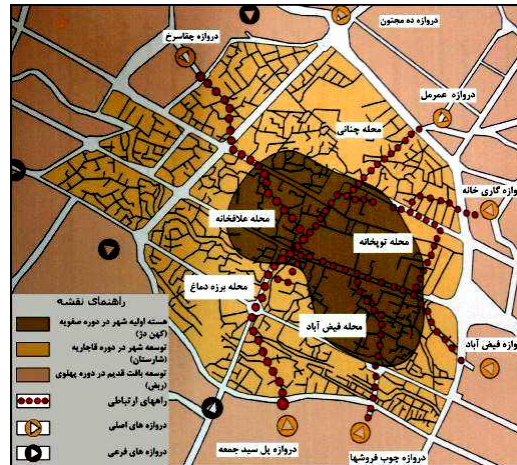 دروازه ده مجنون
دروازه چقاسرخ
دروازه عمرمل
محله چنانی
وازه گاری خانه
محله علافخانه
محله توپخانه
محله برزه دماغ
محله فیض آباد
وازه فیض آباد
دروازه پل سید جمعه
دروازه چوب فروشها
راهنمای نقشه
هسته اولیه شهر در دوره صفویه
(کهن دژ)
توسعه شهر در دوره قاجاریه
(شارستان)
توسعه بافت قدیم در دوره پهلوی
(ربض)
راههای ارتباطی
دروازه های اصلی
دروازه های فرعی